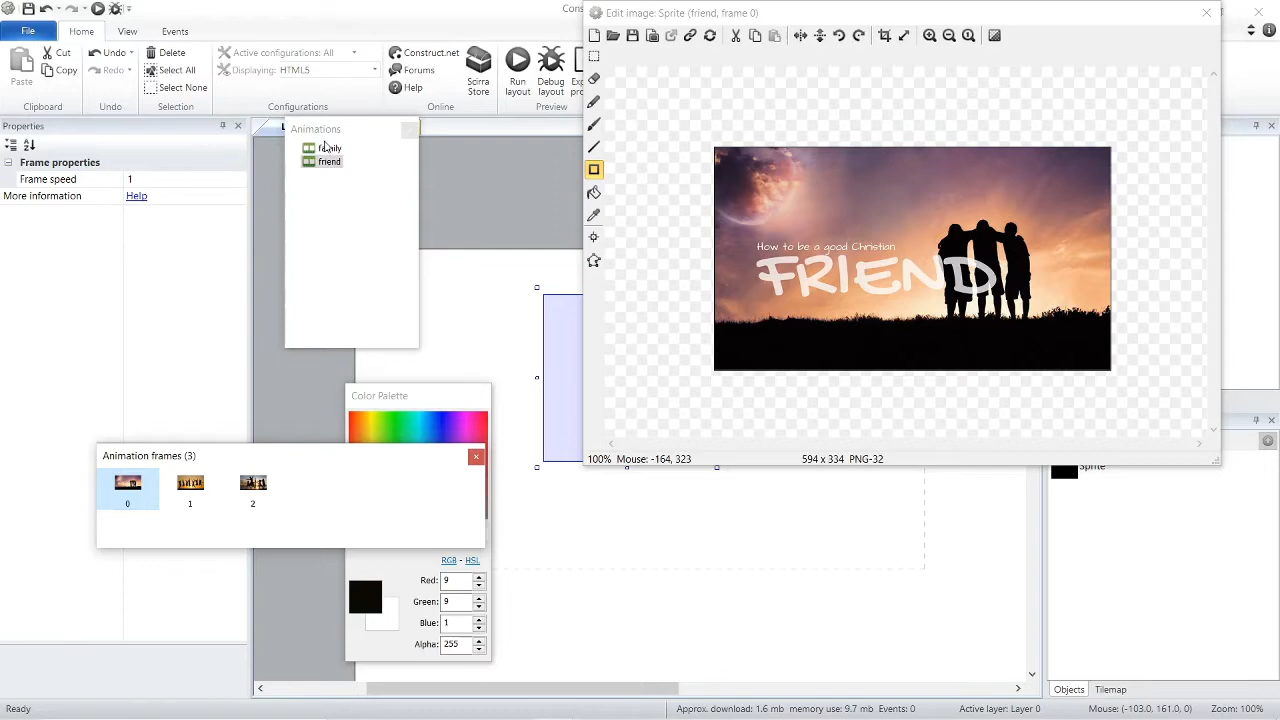 Cons
Edit image: Sprite (friend, frame 0)
File
Home
View
Events
Paste
Cut
Copy
Clipboard
Undo
Redo
Undo
Delete
Select All
Select None
Selection
Active configurations: All
Displaying: HTML5
Configurations
Construct.net
Forums
Help
Online
Scirra Store
Run layout
Debug layout
Preview
Properties
Frame properties
Frame speed 1
More information Help
Animations
family
friend
How to be a good Christian
FRIEND
Color Palette
Animation frames (3)
0
1
2
100% Mouse: -164, 323
594 x 334 PNG-32
Sprite
RGB - HSL
Red: 9
Green: 9
Blue: 1
Alpha: 255
Objects
Tilemap
Ready
Approx. download: 1.6 mb
memory use: 9.7 mb
Events: 0
Active layer: Layer 0
Mouse: (-103.0, 161.0, 0)
Zoom: 100%